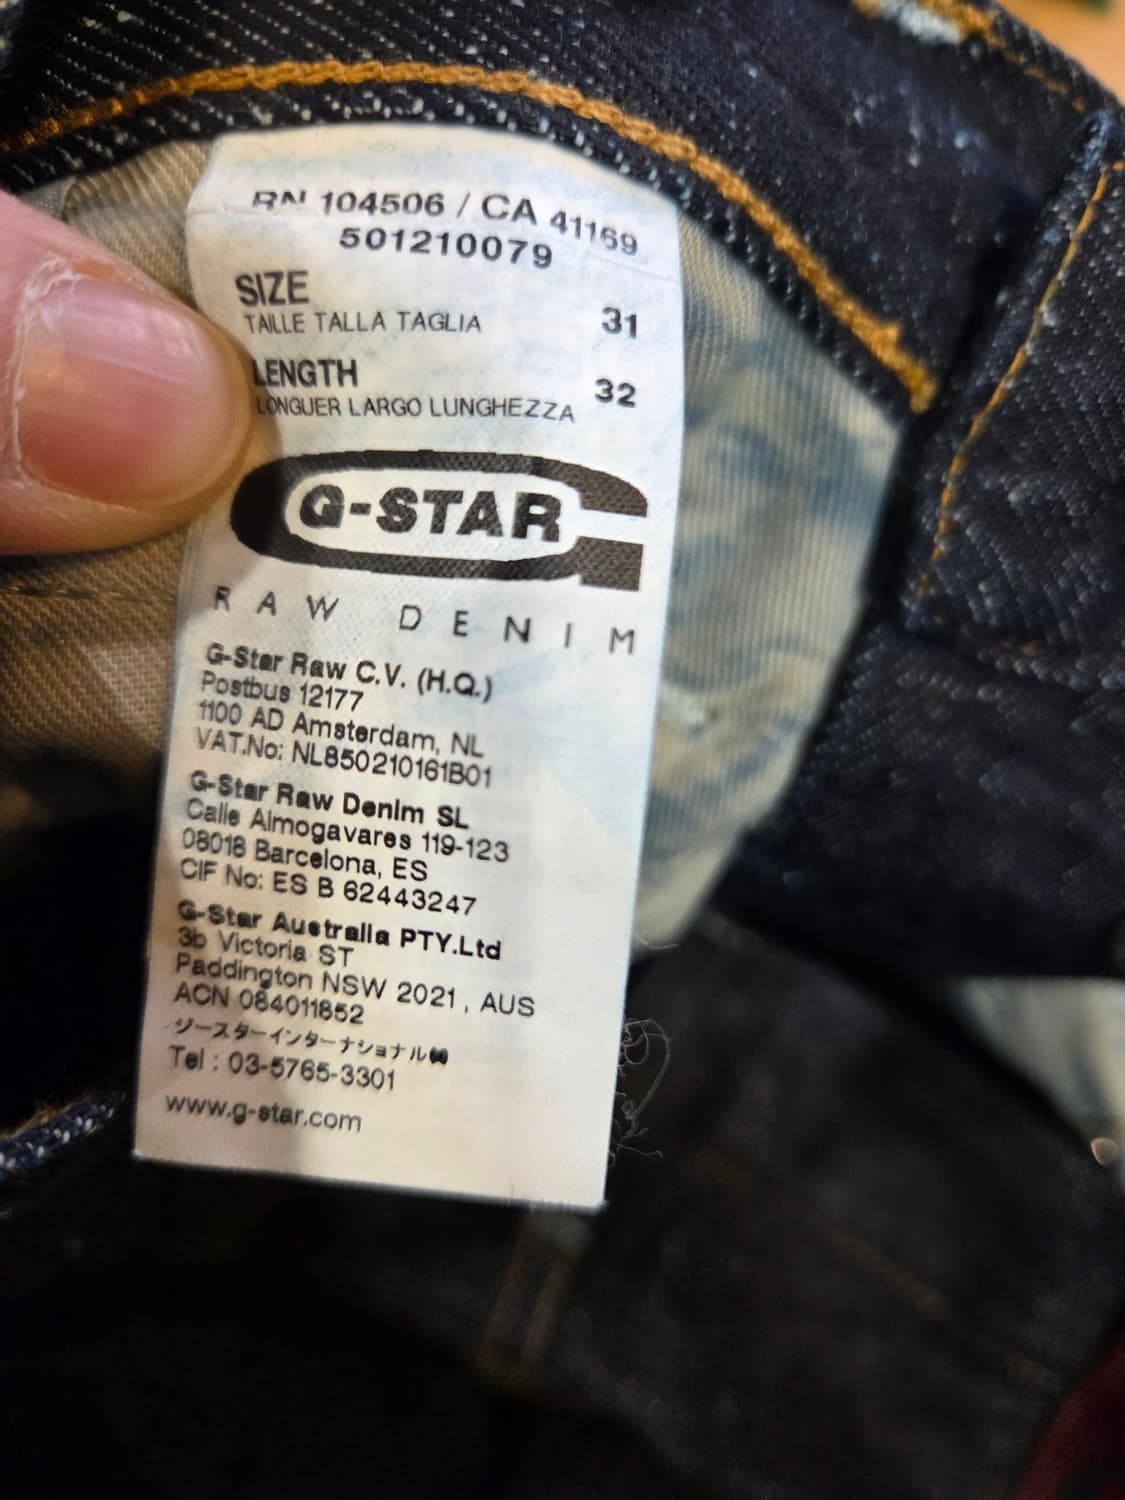 RN 104506 / CA 41169
501210079
SIZE
TAILLE TALLA TAGLIA 31
LENGTH
LONGUER LARGO LUNGHEZZA 32
G-STAR
RAW DENIM
G-Star Raw C.V. (H.Q.)
Postbus 12177
1100 AD Amsterdam, NL
VAT.No: NL850210161B01
G-Star Raw Denim SL
Calle Almogavares 119-123
08018 Barcelona, ES
CIF No: ES B 62443247
G-Star Australia PTY.Ltd
3b Victoria ST
Paddington NSW 2021, AUS
ACN 084011852
ジースターインターナショナル㈱
Tel : 03-5765-3301
www.g-star.com